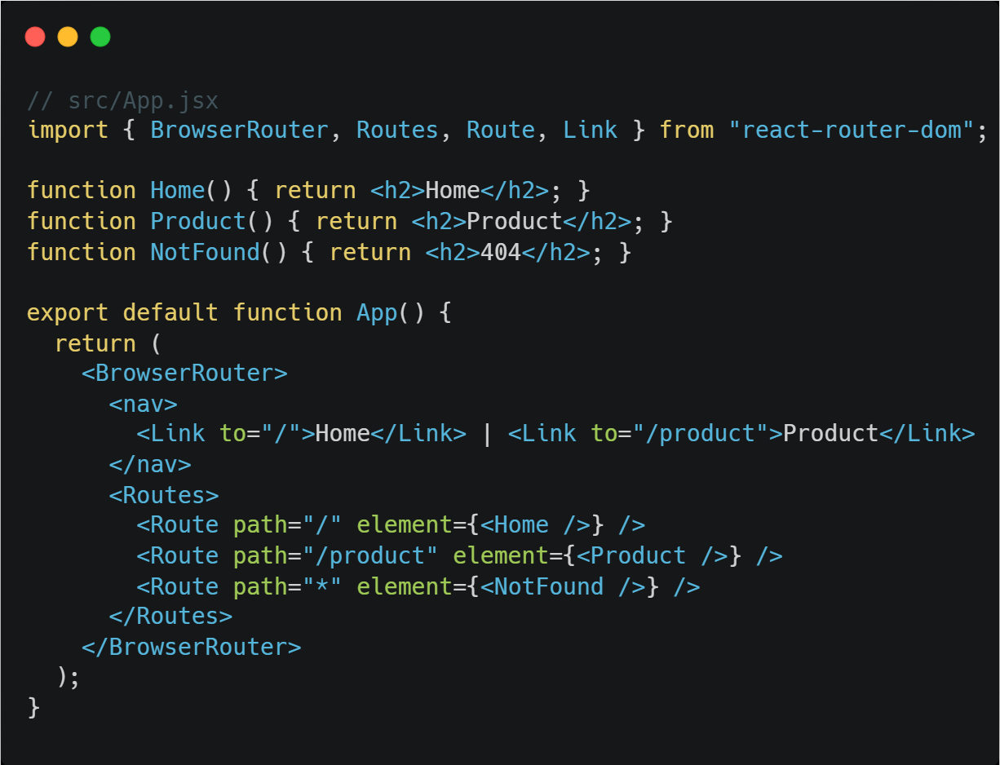 // src/App.jsx
import { BrowserRouter, Routes, Route, Link } from "react-router-dom";

function Home() { return <h2>Home</h2>; }
function Product() { return <h2>Product</h2>; }
function NotFound() { return <h2>404</h2>; }

export default function App() {
  return (
    <BrowserRouter>
      <nav>
        <Link to="/">Home</Link> | <Link to="/product">Product</Link>
      </nav>
      <Routes>
        <Route path="/" element={<Home />} />
        <Route path="/product" element={<Product />} />
        <Route path="*" element={<NotFound />} />
      </Routes>
    </BrowserRouter>
  );
}